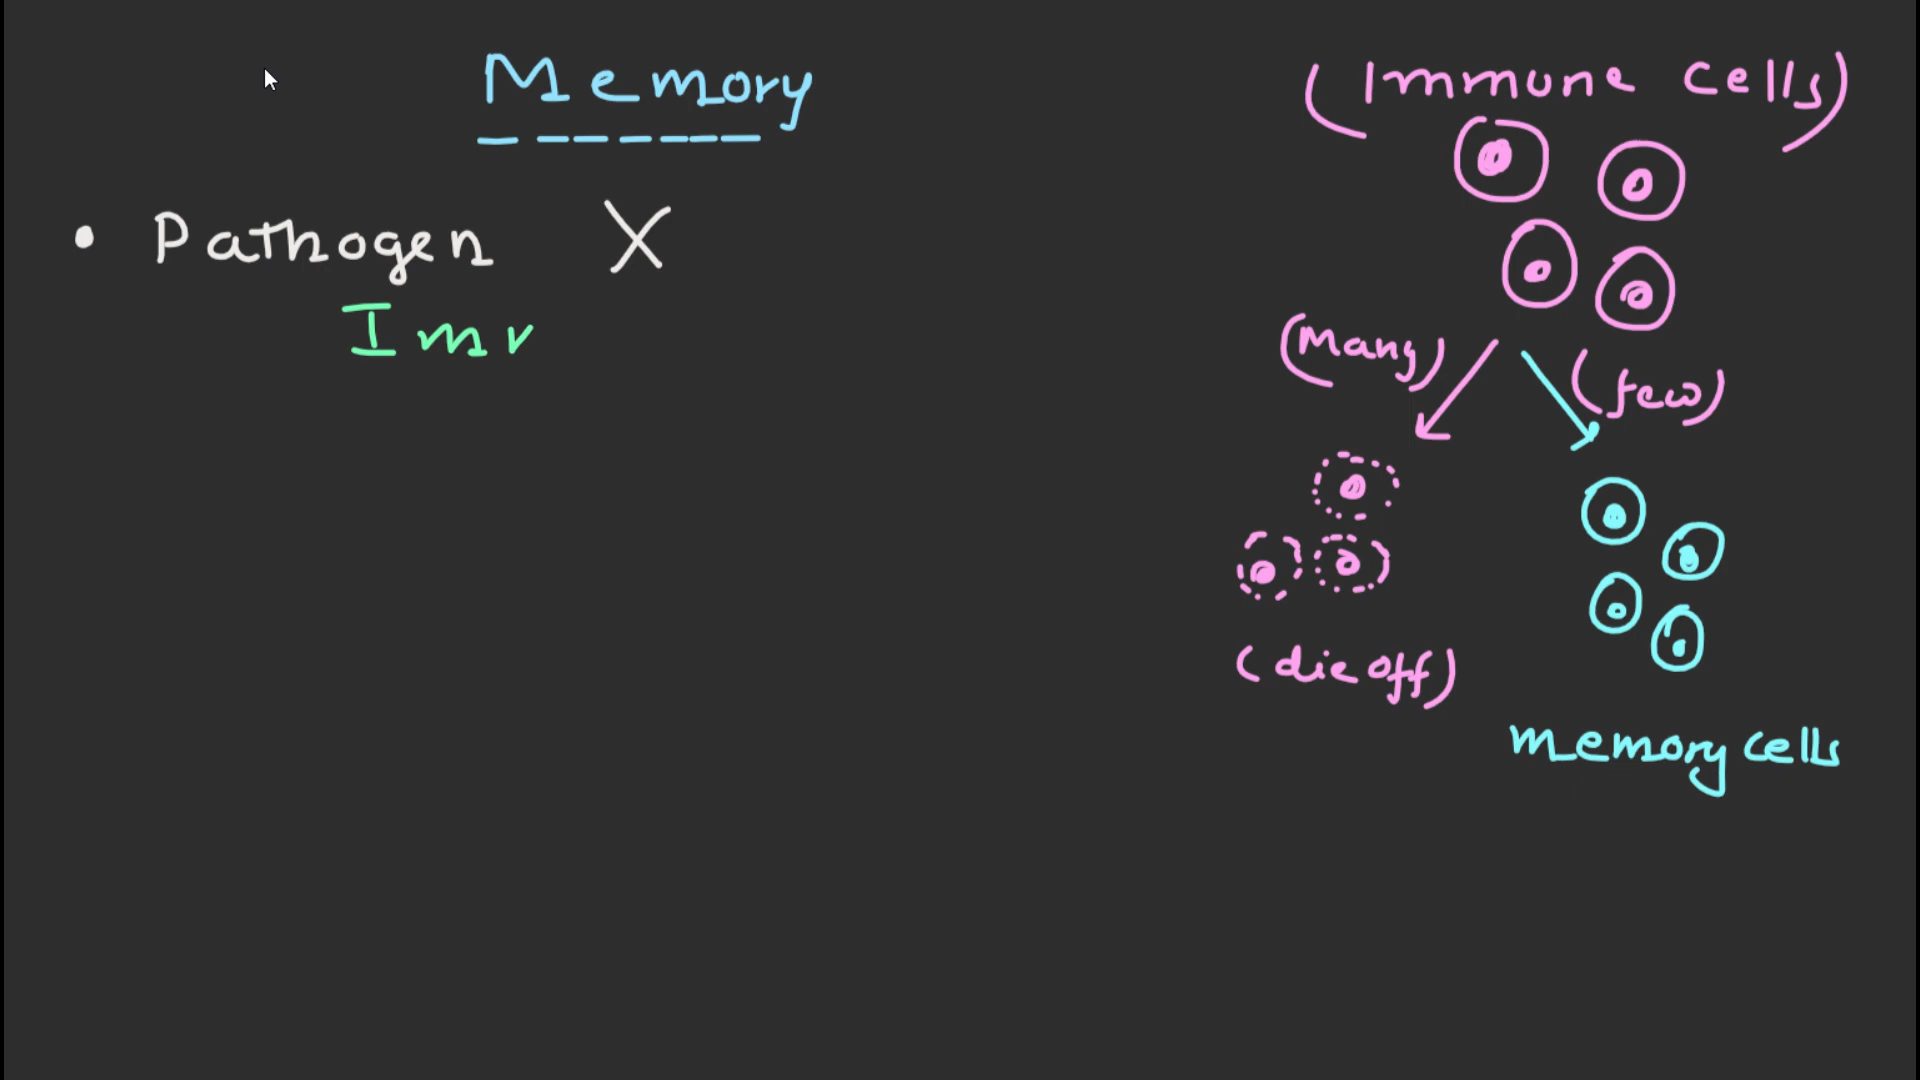 Memory
• Pathogen X
Imr
(Immune cells)
(Many)
(few)
(die off)
memory cells